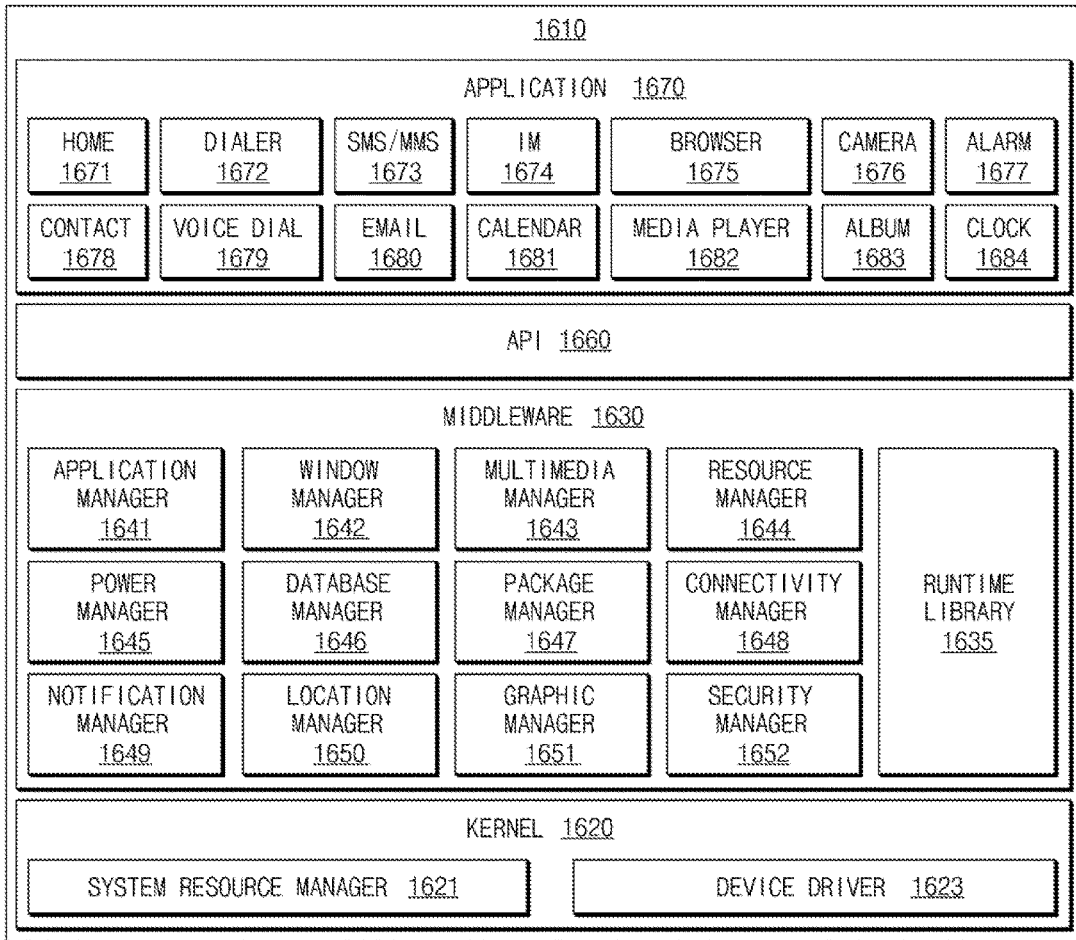 1610
APPLICATION 1670
HOME
1671
DIALER
1672
SMS/MMS
1673
IM
1674
BROWSER
1675
CAMERA
1676
ALARM
1677
CONTACT
1678
VOICE DIAL
1679
EMAIL
1680
CALENDAR
1681
MEDIA PLAYER
1682
ALBUM
1683
CLOCK
1684
API 1660
MIDDLEWARE 1630
APPLICATION
MANAGER
1641
WINDOW
MANAGER
1642
MULTIMEDIA
MANAGER
1643
RESOURCE
MANAGER
1644
POWER
MANAGER
1645
DATABASE
MANAGER
1646
PACKAGE
MANAGER
1647
CONNECTIVITY
MANAGER
1648
NOTIFICATION
MANAGER
1649
LOCATION
MANAGER
1650
GRAPHIC
MANAGER
1651
SECURITY
MANAGER
1652
RUNTIME
LIBRARY
1635
KERNEL 1620
SYSTEM RESOURCE MANAGER 1621
DEVICE DRIVER 1623